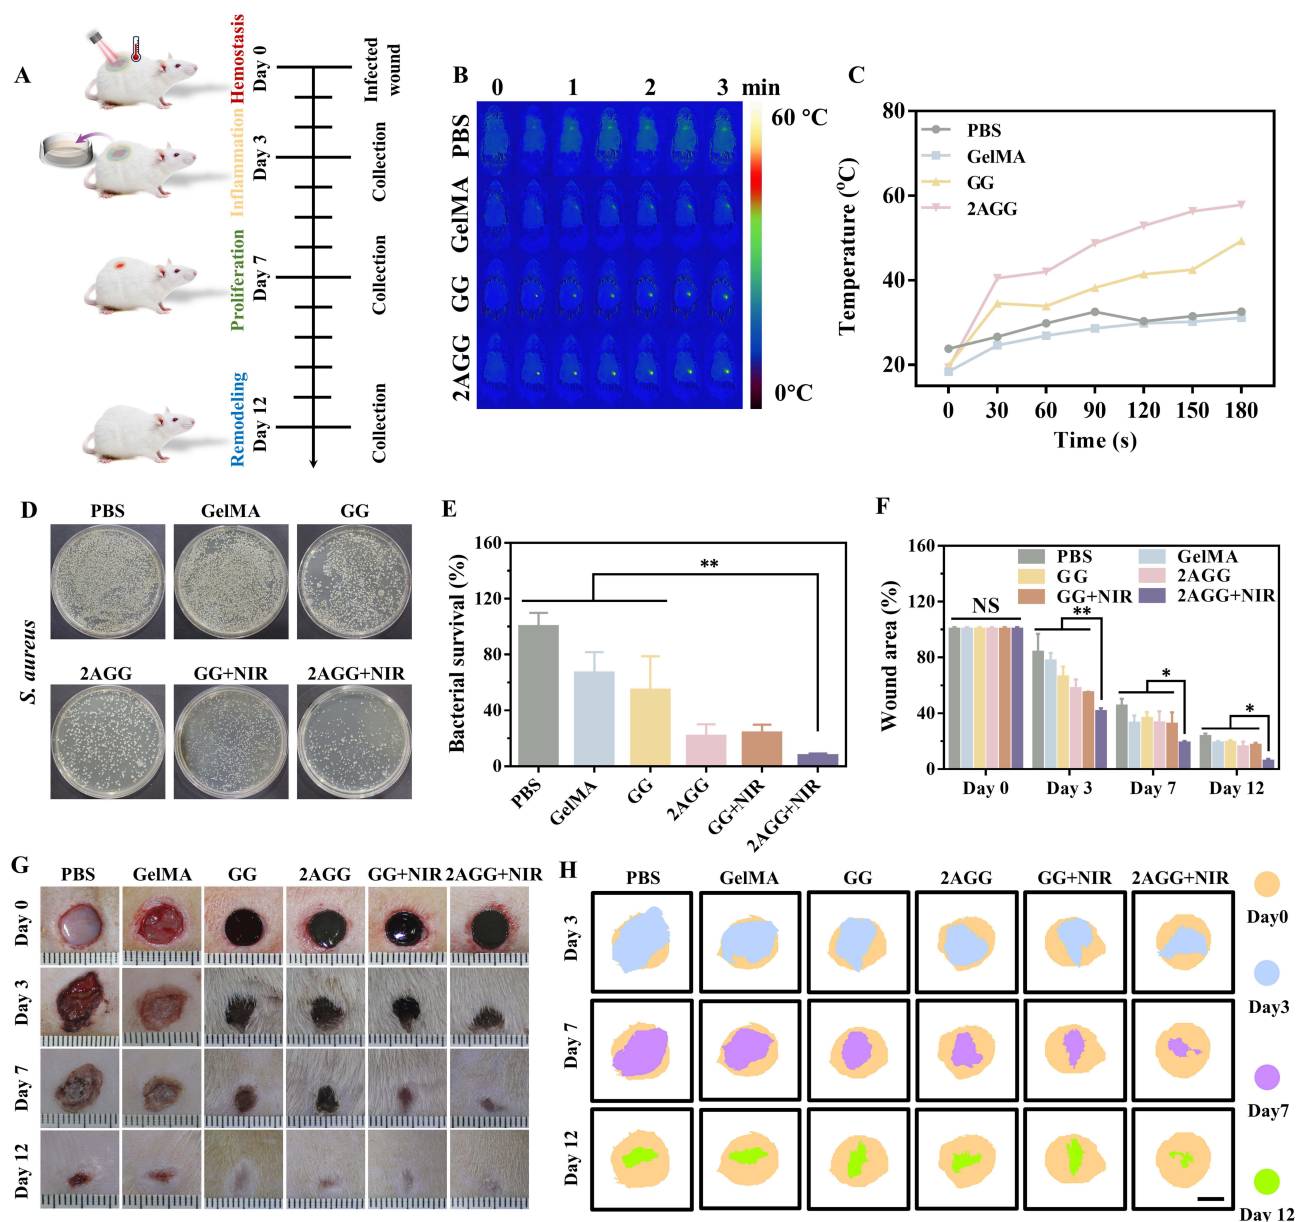 A
Hemostasis
Day 0
Infected
wound
Inflammation
Day 3
Collection
Proliferation
Day 7
Collection
Remodeling
Day 12
Collection
B
0 1 2 3 min
PBS
GelMA
GG
2AGG
60 °C
0°C
C
Temperature (°C)
80
60
40
20
PBS
GelMA
GG
2AGG
0 30 60 90 120 150 180
Time (s)
D
PBS GelMA GG
S. aureus
2AGG GG+NIR 2AGG+NIR
E
Bacterial survival (%)
160
120
80
40
0
**
PBS GelMA GG 2AGG GG+NIR 2AGG+NIR
F
Wound area (%)
160
120
80
40
0
PBS GelMA
GG 2AGG
GG+NIR 2AGG+NIR
NS ** * *
Day 0 Day 3 Day 7 Day 12
G
PBS GelMA GG 2AGG GG+NIR 2AGG+NIR
Day 0
Day 3
Day 7
Day 12
H
PBS GelMA GG 2AGG GG+NIR 2AGG+NIR
Day 3
Day 7
Day 12
Day0
Day3
Day7
Day 12